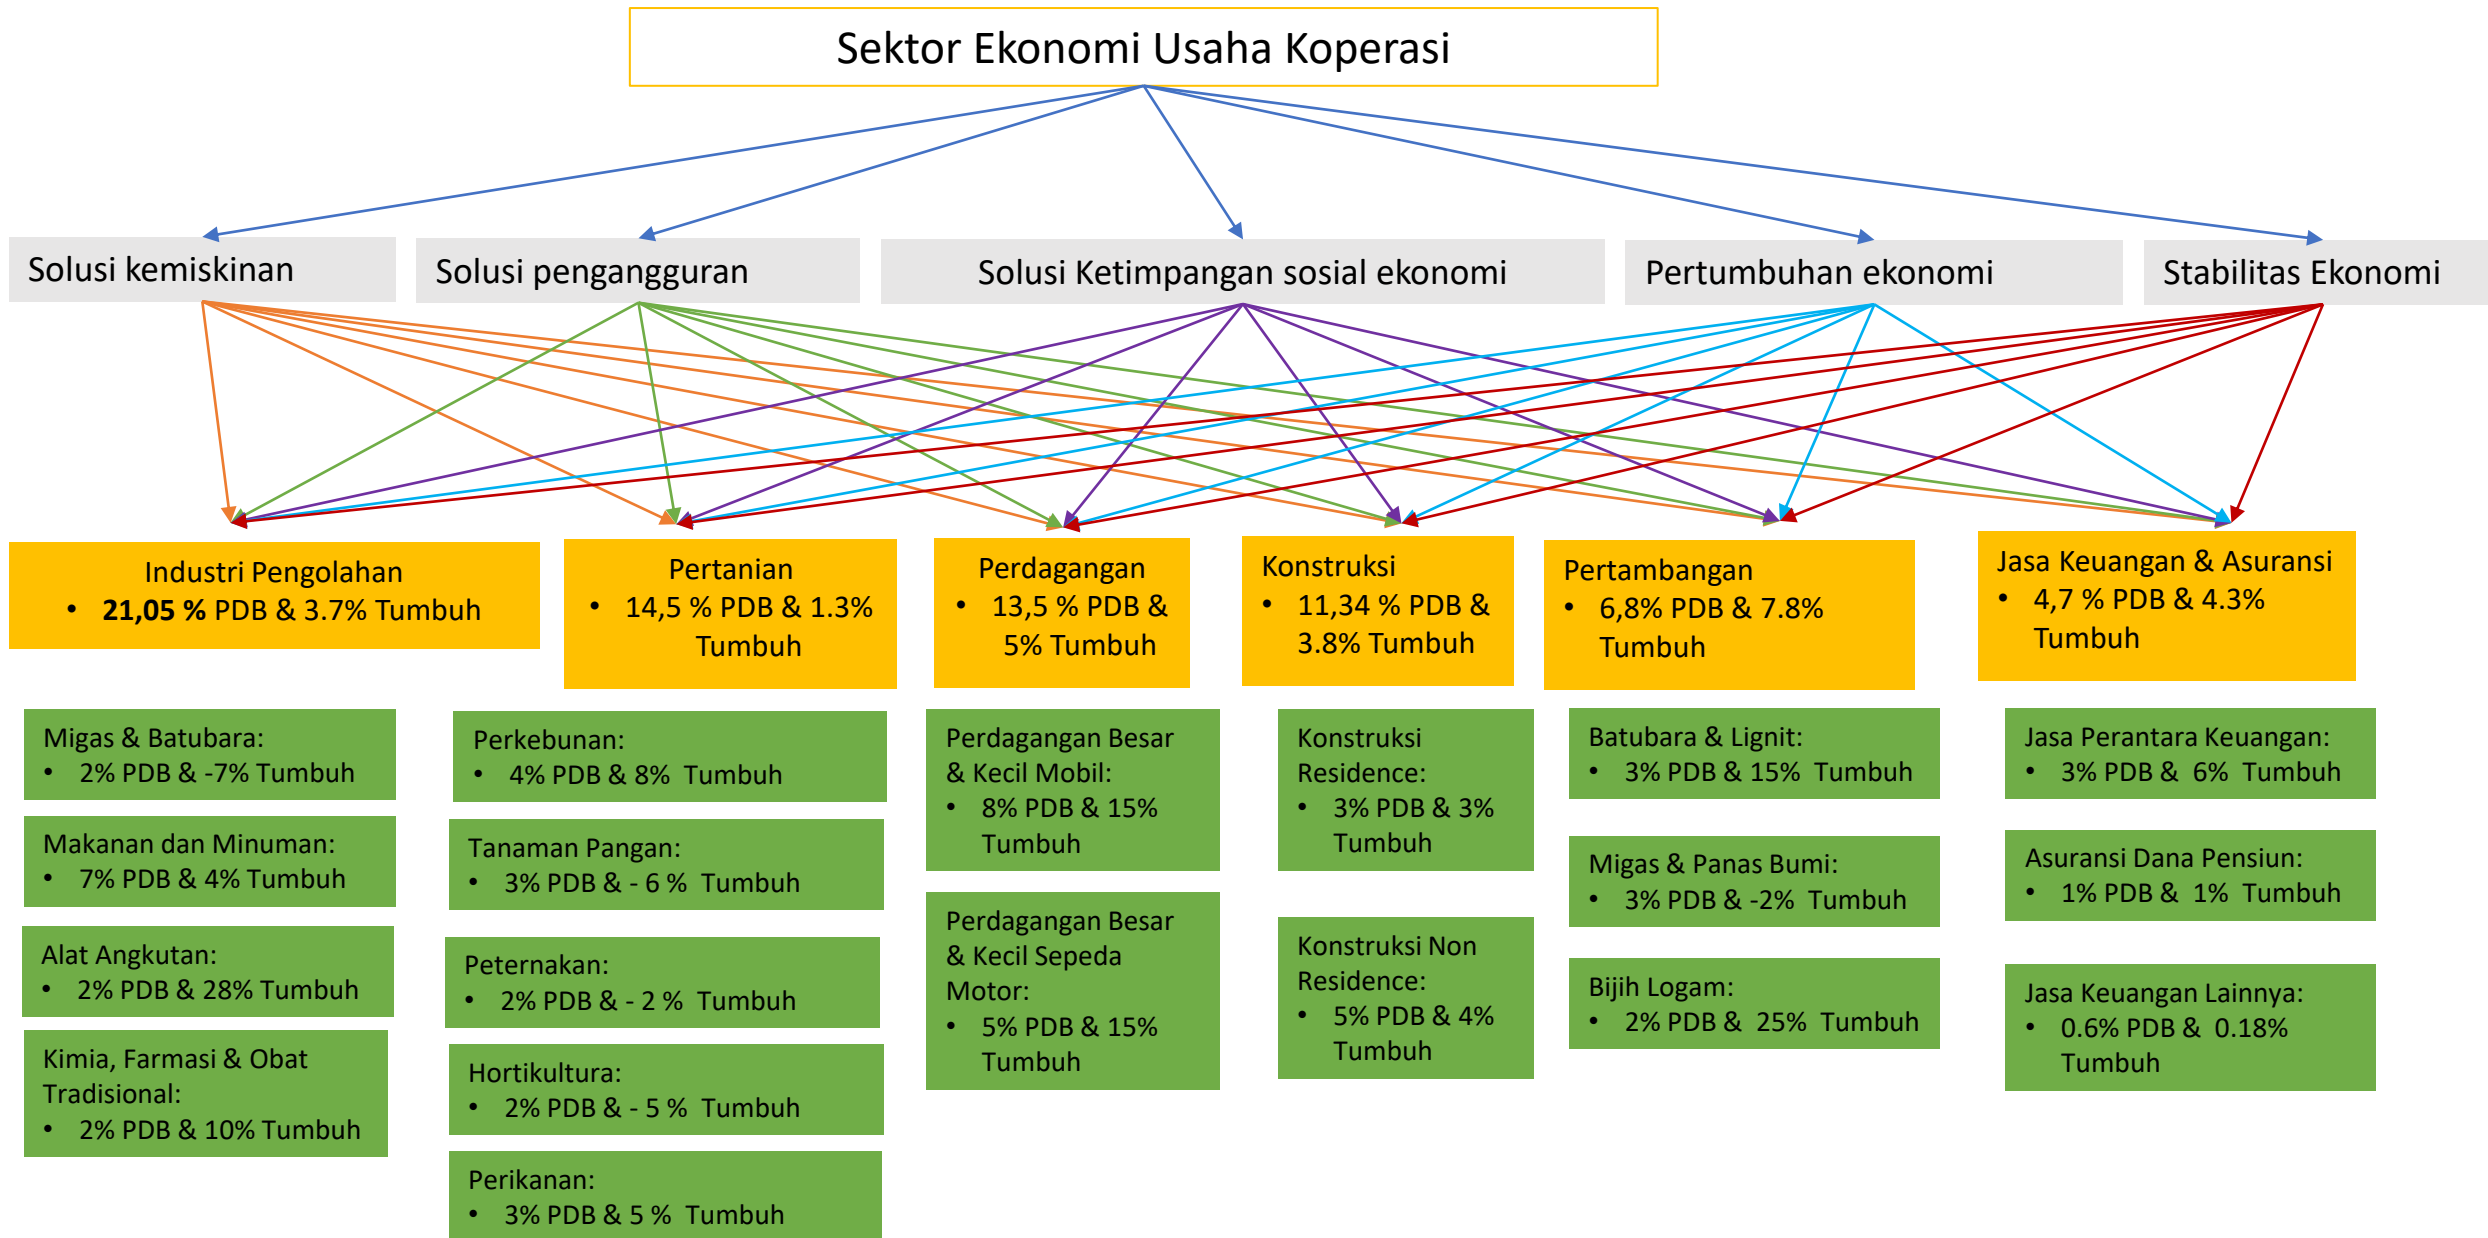 Sektor Ekonomi Usaha Koperasi
Solusi kemiskinan
Solusi pengangguran
Solusi Ketimpangan sosial ekonomi
Pertumbuhan ekonomi
Stabilitas Ekonomi
Industri Pengolahan
• 21,05 % PDB & 3.7% Tumbuh
Pertanian
• 14,5 % PDB & 1.3%
Tumbuh
Perdagangan
• 13,5 % PDB &
5% Tumbuh
Konstruksi
• 11,34 % PDB &
3.8% Tumbuh
Pertambangan
• 6,8% PDB & 7.8%
Tumbuh
Jasa Keuangan & Asuransi
• 4,7 % PDB & 4.3%
Tumbuh
Migas & Batubara:
• 2% PDB & -7% Tumbuh
Makanan dan Minuman:
• 7% PDB & 4% Tumbuh
Alat Angkutan:
• 2% PDB & 28% Tumbuh
Kimia, Farmasi & Obat
Tradisional:
• 2% PDB & 10% Tumbuh
Perkebunan:
• 4% PDB & 8% Tumbuh
Tanaman Pangan:
• 3% PDB & - 6 % Tumbuh
Peternakan:
• 2% PDB & - 2 % Tumbuh
Hortikultura:
• 2% PDB & - 5 % Tumbuh
Perikanan:
• 3% PDB & 5 % Tumbuh
Perdagangan Besar
& Kecil Mobil:
• 8% PDB & 15%
Tumbuh
Perdagangan Besar
& Kecil Sepeda
Motor:
• 5% PDB & 15%
Tumbuh
Konstruksi
Residence:
• 3% PDB & 3%
Tumbuh
Konstruksi Non
Residence:
• 5% PDB & 4%
Tumbuh
Batubara & Lignit:
• 3% PDB & 15% Tumbuh
Migas & Panas Bumi:
• 3% PDB & -2% Tumbuh
Bijih Logam:
• 2% PDB & 25% Tumbuh
Jasa Perantara Keuangan:
• 3% PDB & 6% Tumbuh
Asuransi Dana Pensiun:
• 1% PDB & 1% Tumbuh
Jasa Keuangan Lainnya:
• 0.6% PDB & 0.18%
Tumbuh